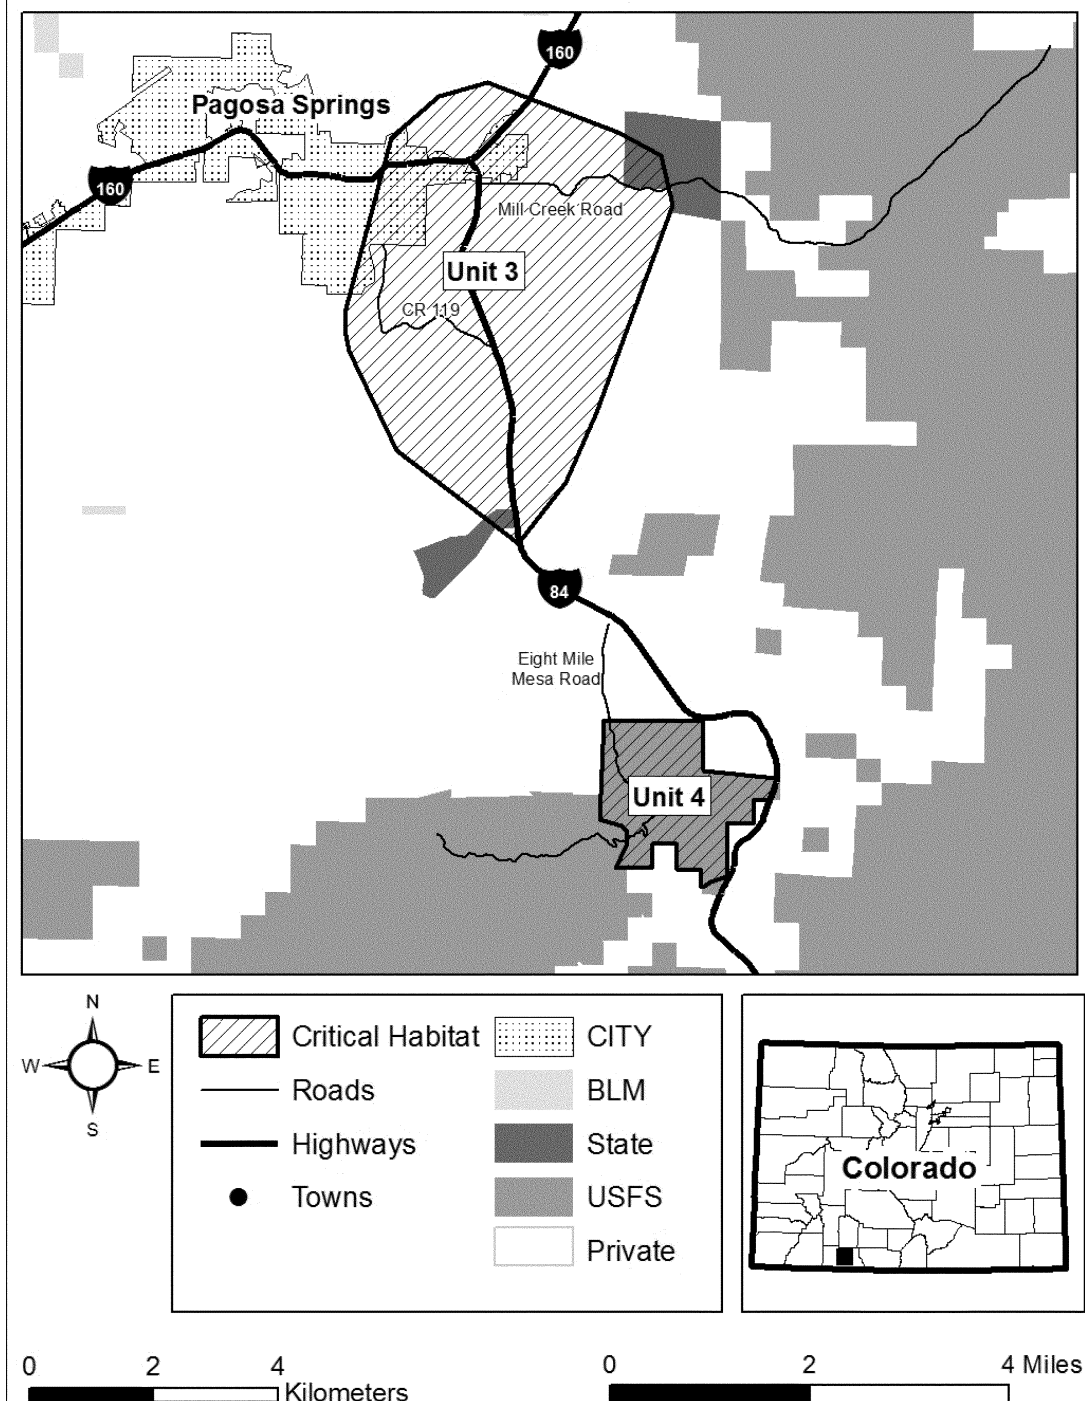 160
Pagosa Springs
160
Mill Creek Road
Unit 3
CR 119
84
Eight Mile
Mesa Road
Unit 4
N
W E
S
Critical Habitat
Roads
Highways
Towns
CITY
BLM
State
USFS
Private
Colorado
0 2 4
Kilometers
0 2 4 Miles